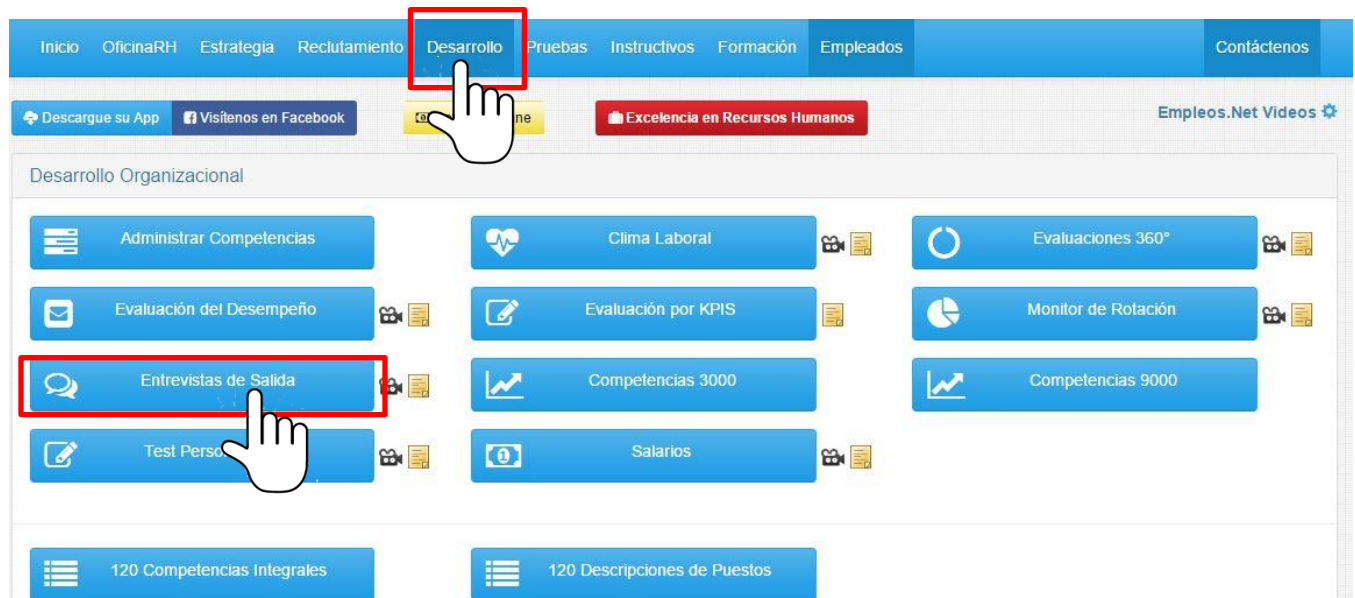 Inicio OficinaRH Estrategia Reclutamiento Desarrollo Pruebas Instructivos Formación Empleados Contáctenos
Descargue su App Visítenos en Facebook ne Excelencia en Recursos Humanos Empleos.Net Videos
Desarrollo Organizacional
Administrar Competencias Clima Laboral Evaluaciones 360°
Evaluación del Desempeño Evaluación por KPIS Monitor de Rotación
Entrevistas de Salida Competencias 3000 Competencias 9000
Test Salarios
120 Competencias Integrales 120 Descripciones de Puestos